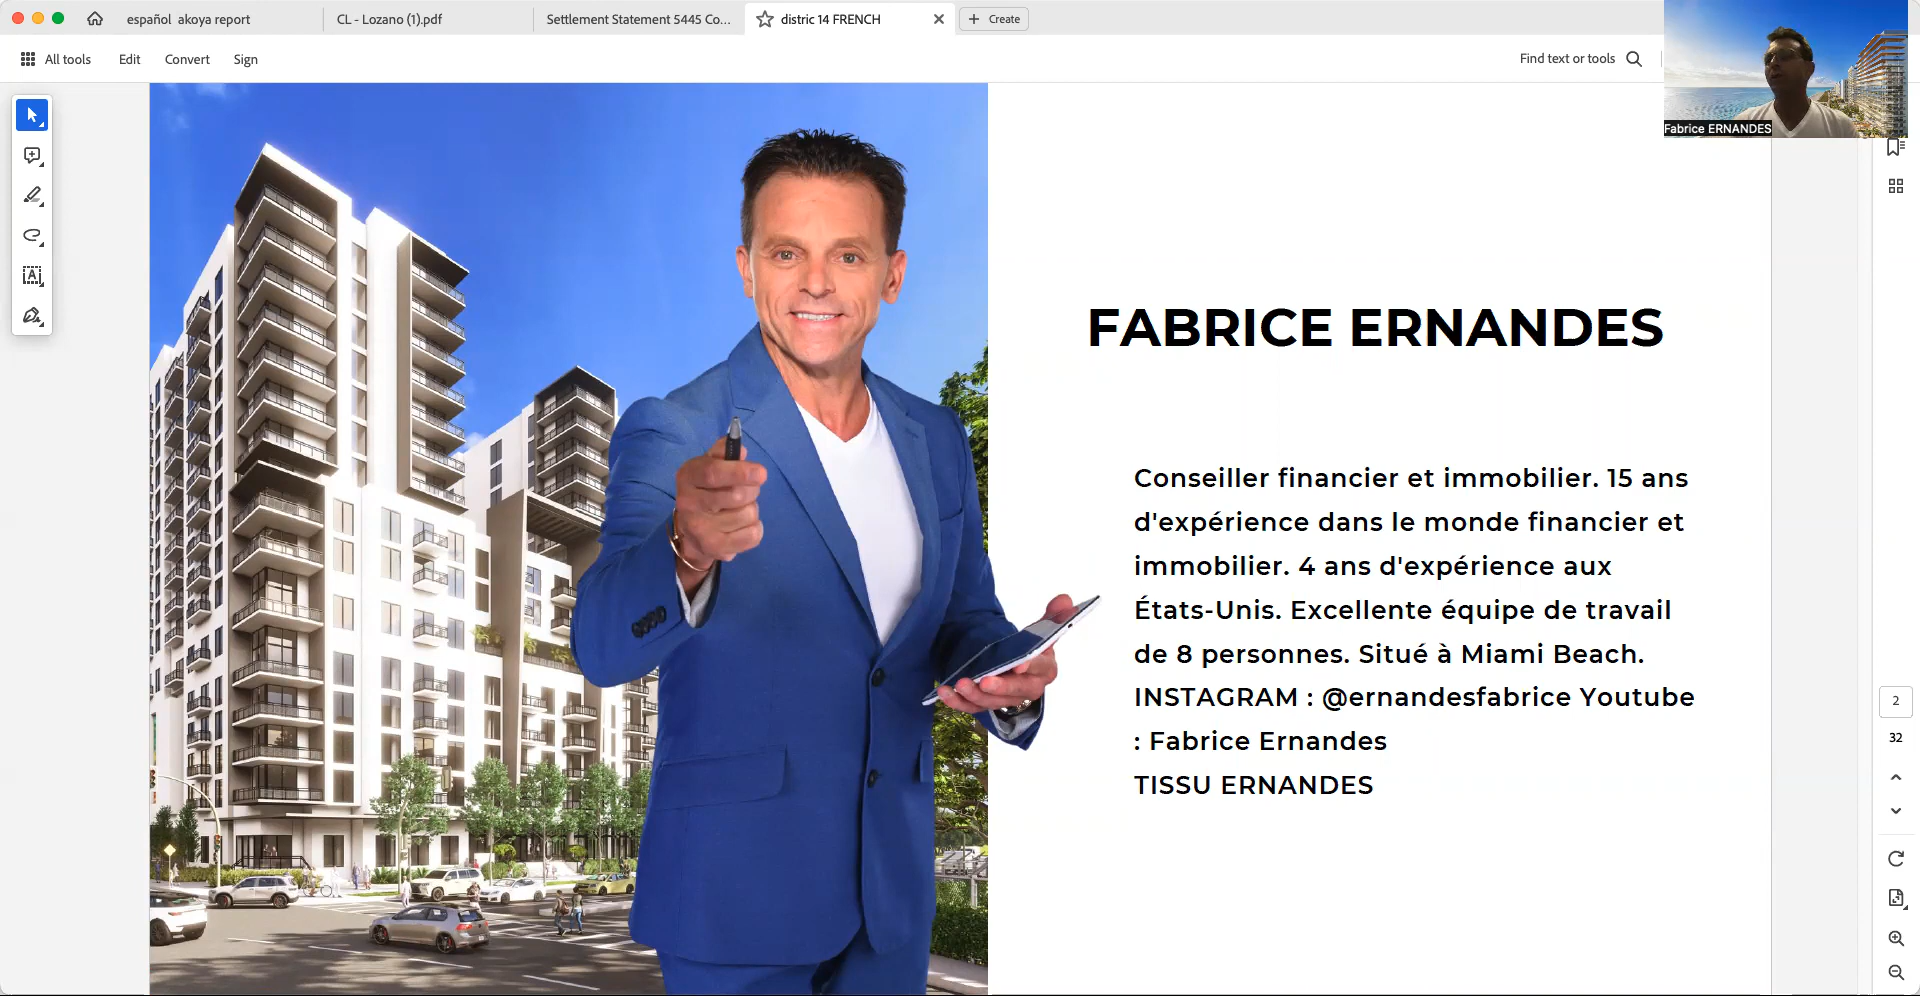 español akoya report
CL - Lozano (1).pdf
Settlement Statement 5445 Co...
distric 14 FRENCH
Create
All tools
Edit
Convert
Sign
Find text or tools
Fabrice ERNANDES
FABRICE ERNANDES
Conseiller financier et immobilier. 15 ans
d'expérience dans le monde financier et
immobilier. 4 ans d'expérience aux
États-Unis. Excellente équipe de travail
de 8 personnes. Situé à Miami Beach.
INSTAGRAM : @ernandesfabrice Youtube
: Fabrice Ernandes
TISSU ERNANDES
2
32